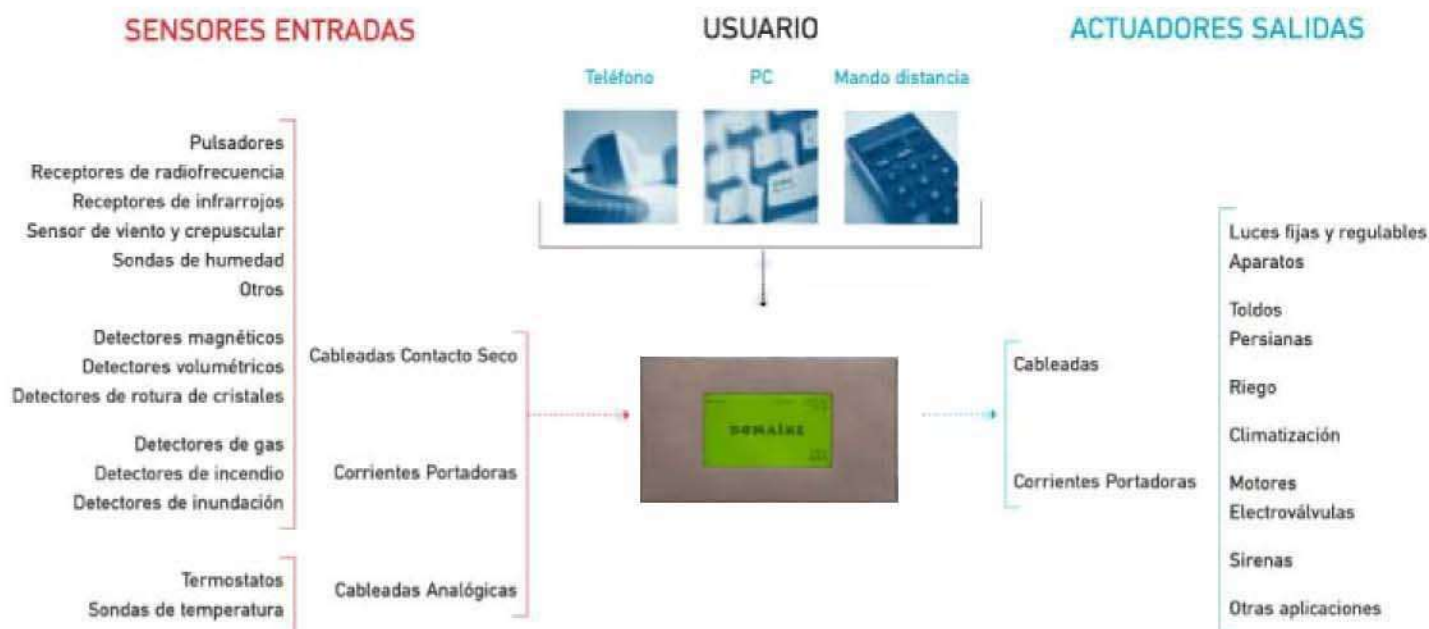 SENSORES ENTRADAS
USUARIO
ACTUADORES SALIDAS
Teléfono
PC
Mando distancia
Pulsadores
Receptores de radiofrecuencia
Receptores de infrarrojos
Sensor de viento y crepuscular
Sondas de humedad
Otros
Detectores magnéticos
Detectores volumétricos
Detectores de rotura de cristales
Detectores de gas
Detectores de incendio
Detectores de inundación
Termostatos
Sondas de temperatura
Cableadas Contacto Seco
Corrientes Portadoras
Cableadas Analógicas
Cableadas
Corrientes Portadoras
Luces fijas y regulables
Aparatos
Toldos
Persianas
Riego
Climatización
Motores
Electroválvulas
Sirenas
Otras aplicaciones